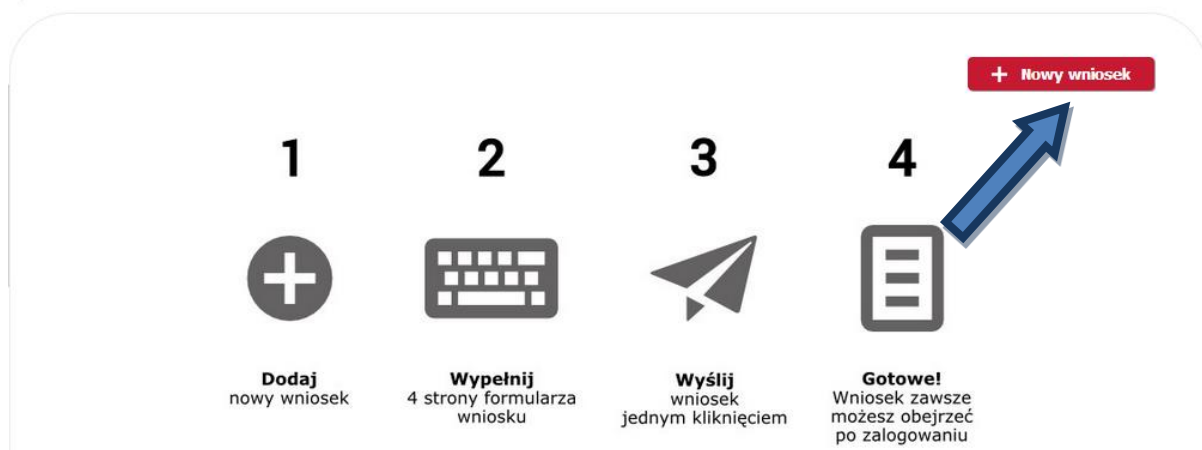 + Nowy wniosek
1
2
3
4
Dodaj
nowy wniosek
Wypełnij
4 strony formularza
wniosku
Wyślij
wniosek
jednym kliknięciem
Gotowe!
Wniosek zawsze
możesz obejrzeć
po zalogowaniu